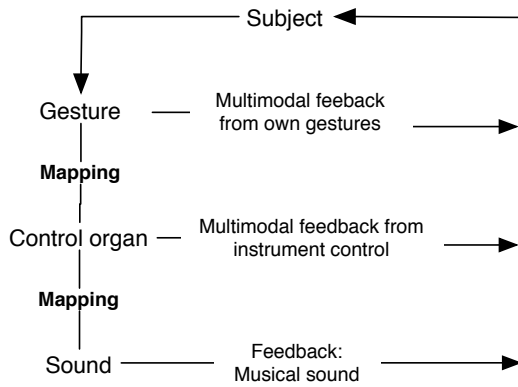 Subject
Gesture
Multimodal feeback
from own gestures
Mapping
Control organ
Multimodal feedback from
instrument control
Mapping
Sound
Feedback:
Musical sound